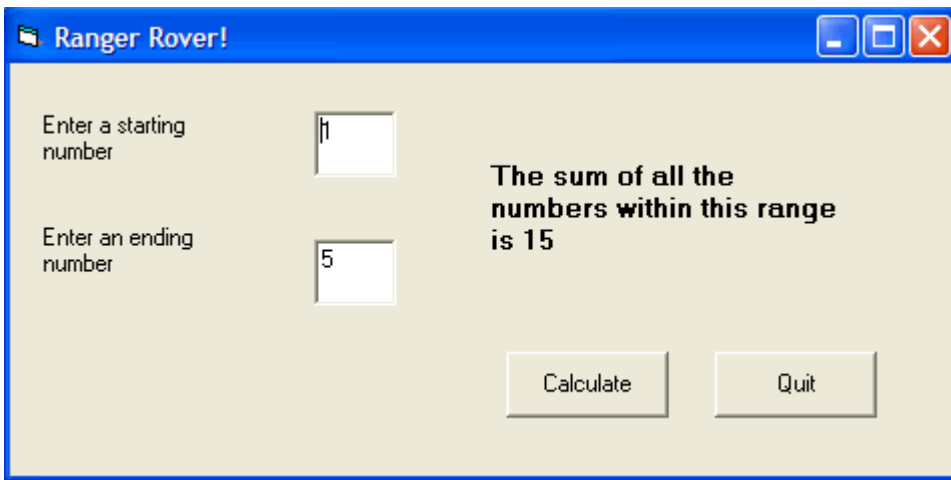 Ranger Rover!
Enter a starting
number
1
The sum of all the
numbers within this range
is 15
Enter an ending
number
5
Calculate
Quit